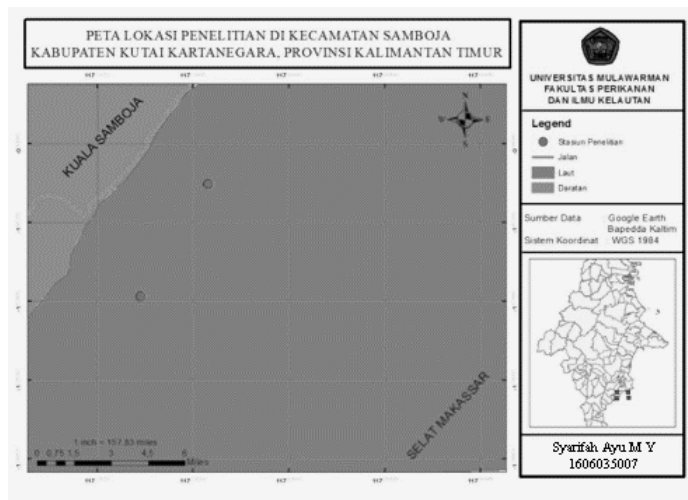 PETA LOKASI PENELITIAN DI KECAMATAN SAMBOJA
KABUPATEN KUTAI KARTANEGARA, PROVINSI KALIMANTAN TIMUR
KUALA SAMBOJA
N
W E
S
SELAT MAKASSAR
1 inch = 157.83 miles
0 0.75 1.5 3 4.5 6
Miles
UNIVERSITAS MULAWARMAN
FAKULTAS PERIKANAN
DAN ILMU KELAUTAN
Legend
Stasiun Penelitian
Jalan
Laut
Daratan
Sumber Data : Google Earth
Bapedda Kaltim
Sistem Koordinat : WGS 1984
Syarifah Ayu M Y
1606035007